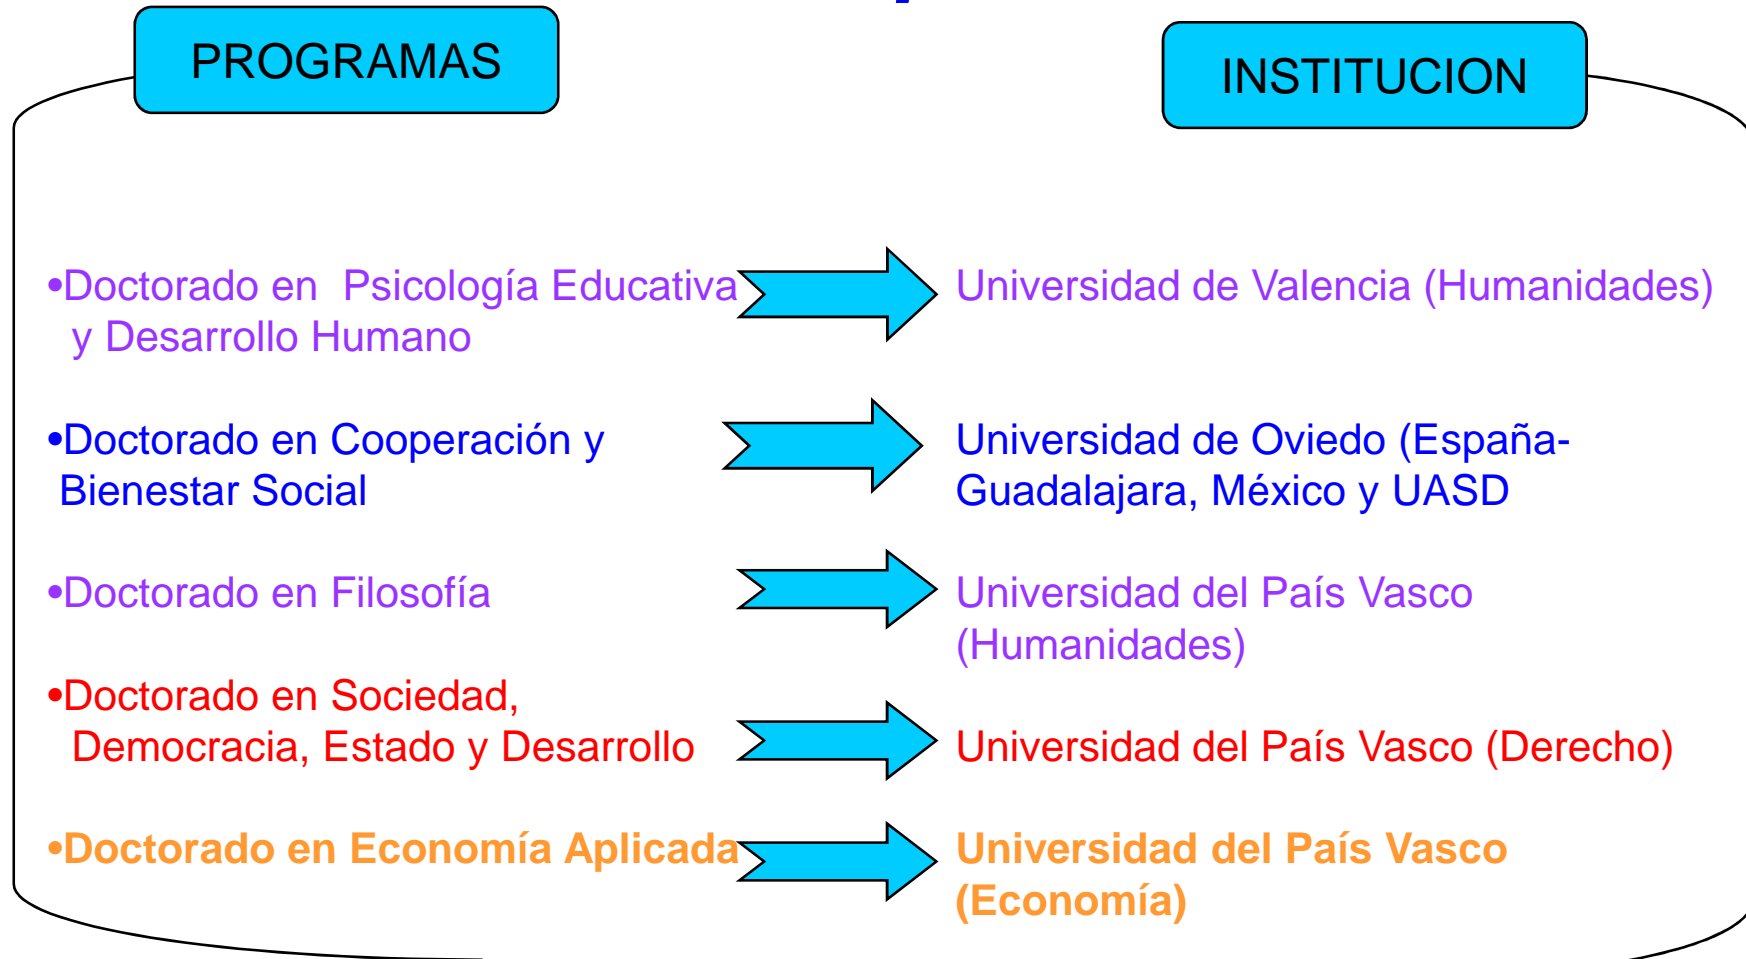 PROGRAMAS
INSTITUCION
•Doctorado en Psicología Educativa
y Desarrollo Humano
Universidad de Valencia (Humanidades)
•Doctorado en Cooperación y
Bienestar Social
Universidad de Oviedo (España-
Guadalajara, México y UASD
•Doctorado en Filosofía
Universidad del País Vasco
(Humanidades)
•Doctorado en Sociedad,
Democracia, Estado y Desarrollo
Universidad del País Vasco (Derecho)
•Doctorado en Economía Aplicada
Universidad del País Vasco
(Economía)